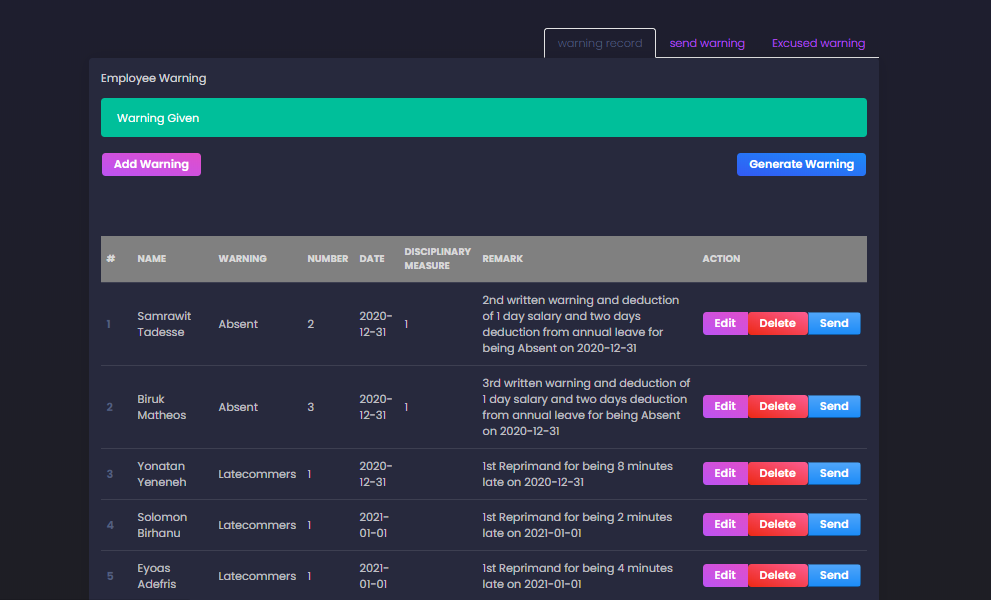 warning record send warning Excused warning
Employee Warning
Warning Given
Add Warning Generate Warning
# NAME WARNING NUMBER DATE DISCIPLINARY MEASURE REMARK ACTION
1 Samrawit Tadesse Absent 2 2020-12-31 1 2nd written warning and deduction
of 1 day salary and two days
deduction from annual leave for
being Absent on 2020-12-31 Edit Delete Send
2 Biruk Matheos Absent 3 2020-12-31 1 3rd written warning and deduction of
1 day salary and two days deduction
from annual leave for being Absent
on 2020-12-31 Edit Delete Send
3 Yonatan Yeneneh Latecommers 1 2020-12-31 1st Reprimand for being 8 minutes
late on 2020-12-31 Edit Delete Send
4 Solomon Birhanu Latecommers 1 2021-01-01 1st Reprimand for being 2 minutes
late on 2021-01-01 Edit Delete Send
5 Eyoas Adefris Latecommers 1 2021-01-01 1st Reprimand for being 4 minutes
late on 2021-01-01 Edit Delete Send